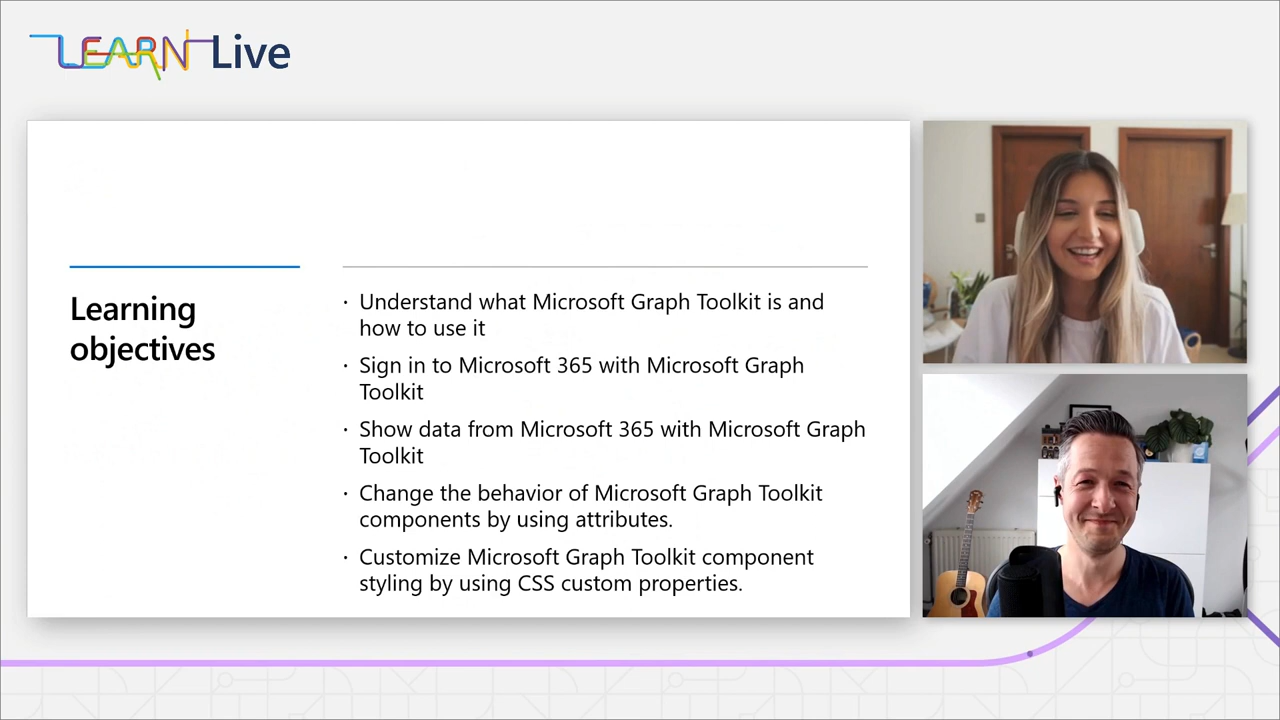 LEARN Live
Learning
objectives
· Understand what Microsoft Graph Toolkit is and
how to use it
· Sign in to Microsoft 365 with Microsoft Graph
Toolkit
· Show data from Microsoft 365 with Microsoft Graph
Toolkit
· Change the behavior of Microsoft Graph Toolkit
components by using attributes.
· Customize Microsoft Graph Toolkit component
styling by using CSS custom properties.